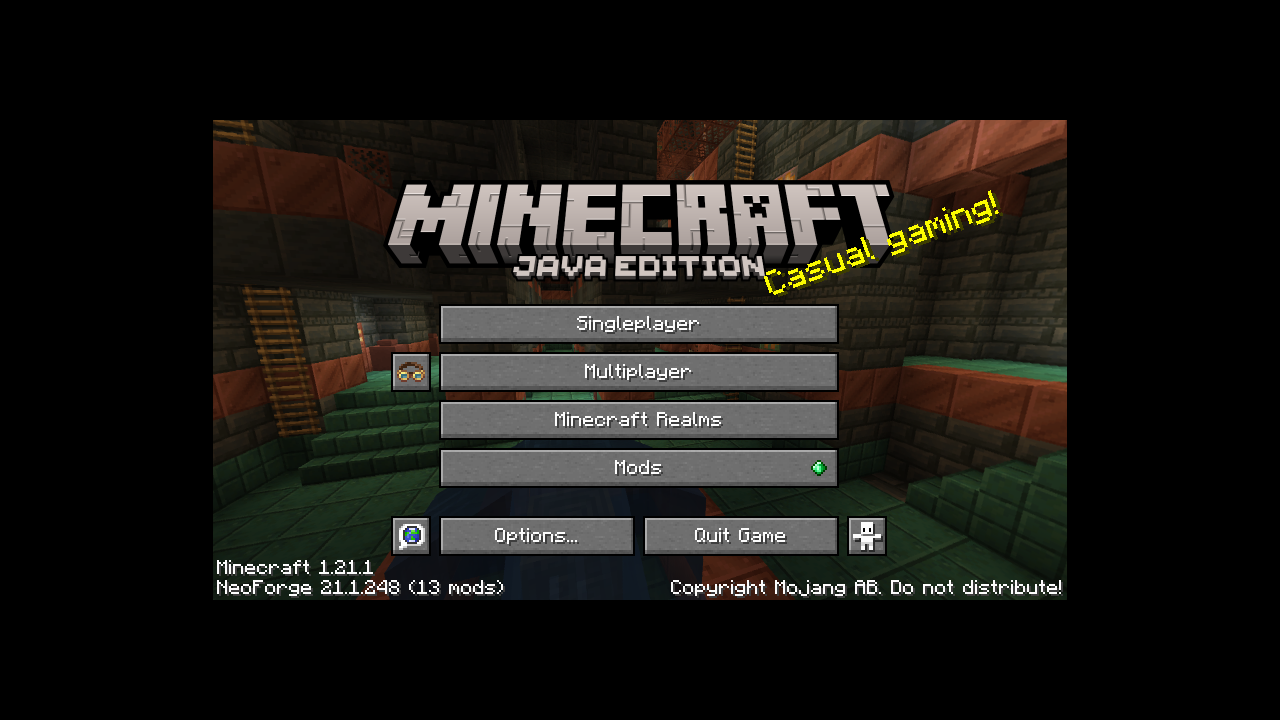 MINECRAFT
JAVA EDITION
Casual gaming!
Singleplayer
Multiplayer
Minecraft Realms
Mods
Options...
Quit Game
Minecraft 1.21.1
NeoForge 21.1.248 (13 mods)
Copyright Mojang AB. Do not distribute!